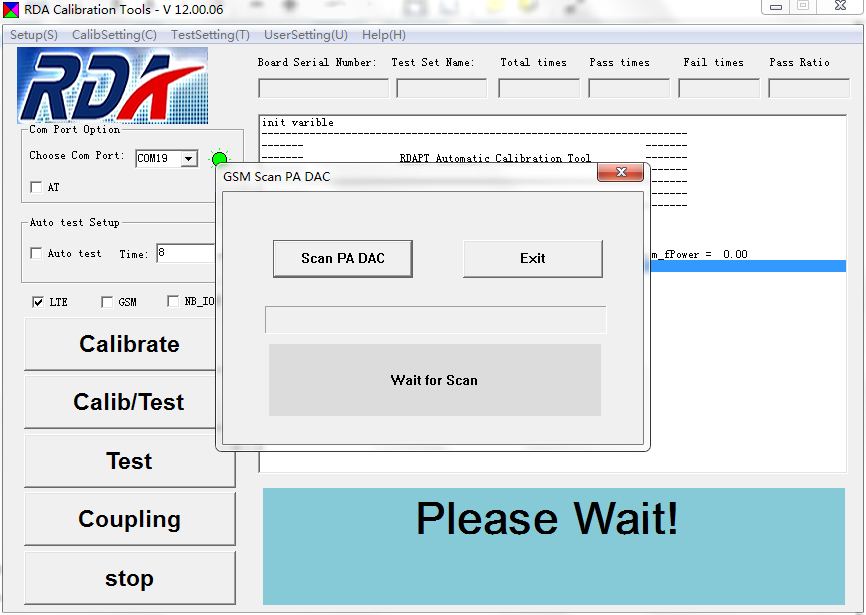 RDA Calibration Tools - V 12.00.06
Setup(S) CalibSetting(C) TestSetting(T) UserSetting(U) Help(H)
RDA
Board Serial Number: Test Set Name: Total times Pass times Fail times Pass Ratio
Com Port Option
Choose Com Port: COM19
AT
Auto test Setup
Auto test Time: 8
LTE GSM NB_IO
Calibrate
Calib/Test
Test
Coupling
stop
init varible
--------------------------------------------------------------------
------- -------
------- RDAPT Automatic Calibration Tool -------
-------
-------
-------
-------
m_fPower = 0.00
GSM Scan PA DAC
Scan PA DAC Exit
Wait for Scan
Please Wait!